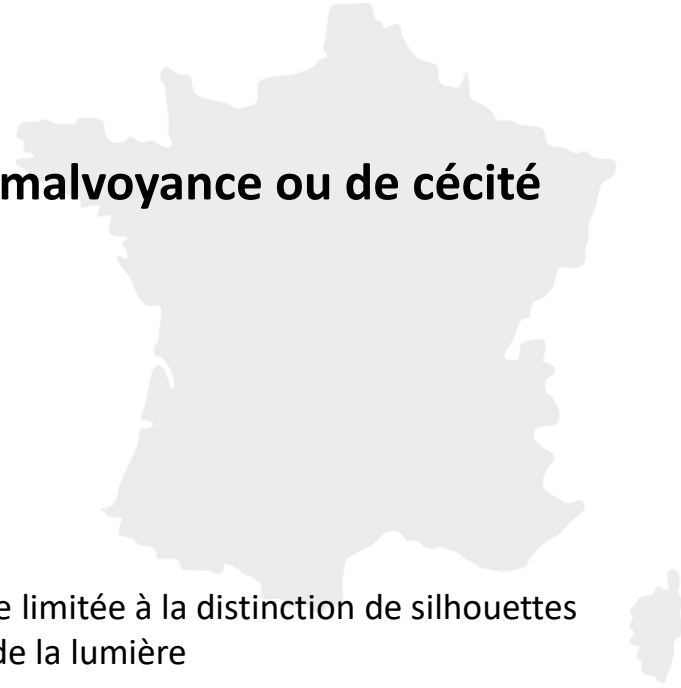 malvoyance ou de cécité
e limitée à la distinction de silhouettes
de la lumière